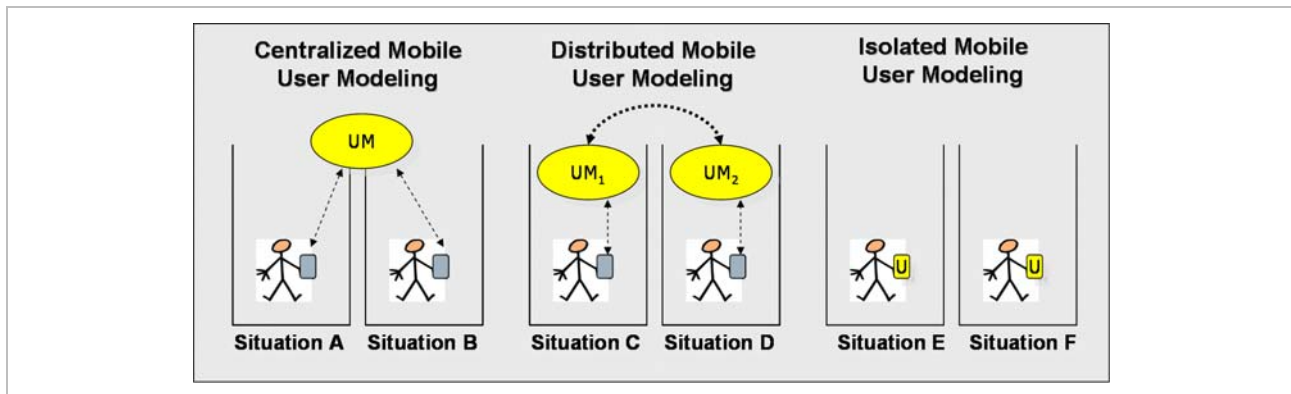 Centralized Mobile
User Modeling
Distributed Mobile
User Modeling
Isolated Mobile
User Modeling
UM
UM₁
UM₂
U
U
Situation A
Situation B
Situation C
Situation D
Situation E
Situation F